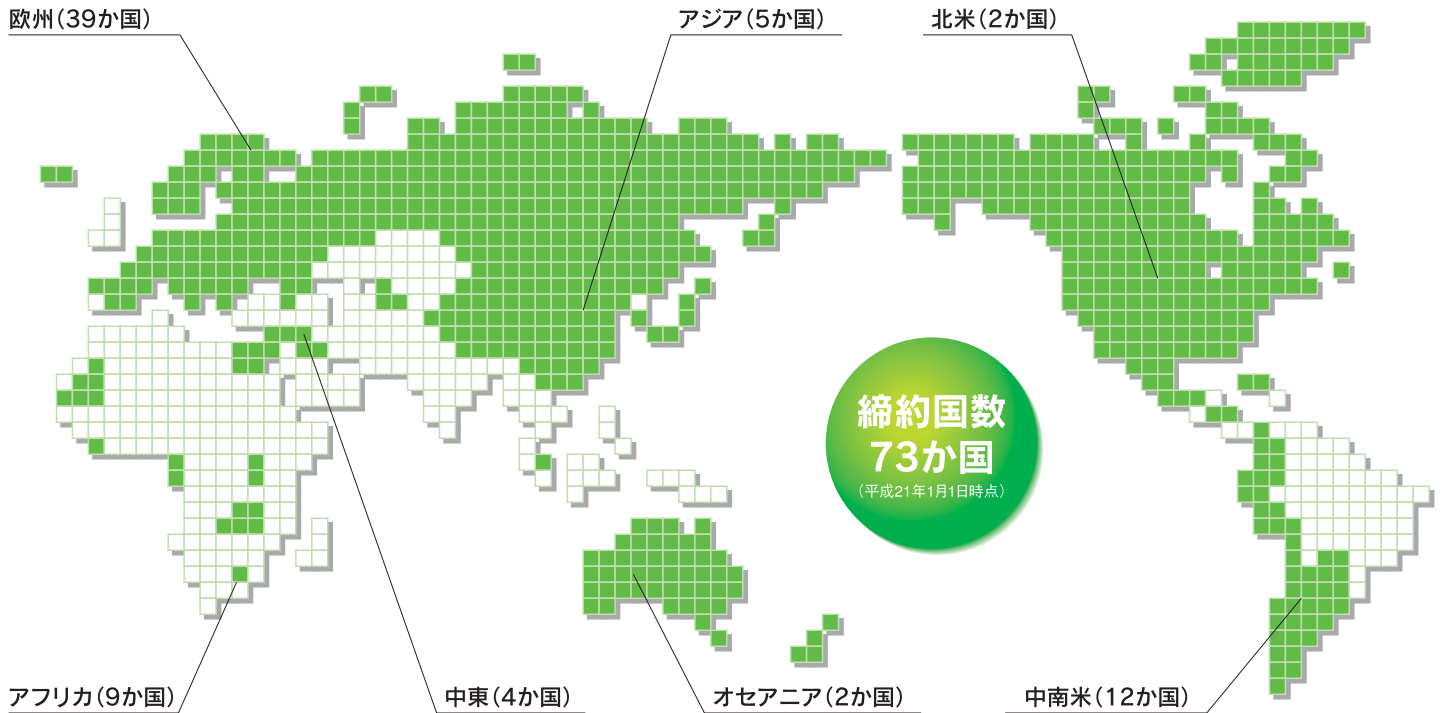 欧州(39か国)
アジア(5か国)
北米(2か国)
締約国数
73か国
(平成21年1月1日時点)
アフリカ(9か国)
中東(4か国)
オセアニア(2か国)
中南米(12か国)